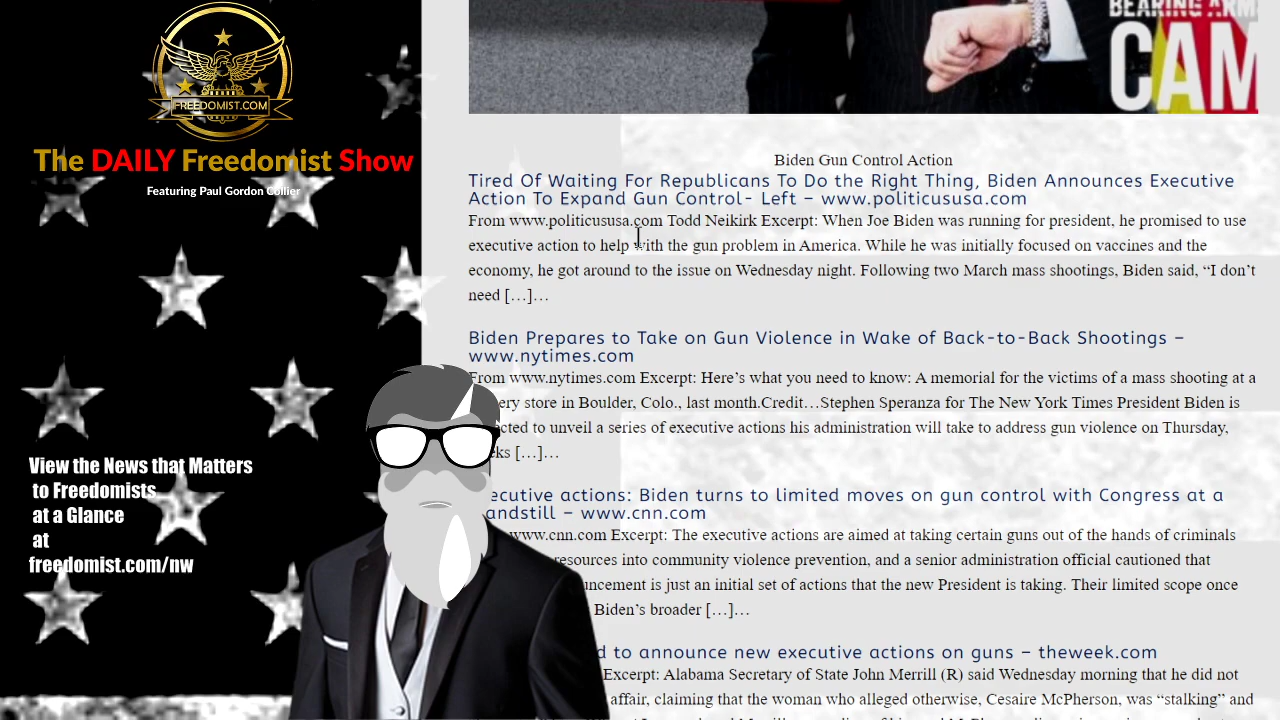 FREEDOMIST.COM
The DAILY Freedomist Show
Featuring Paul Gordon Collier
View the News that Matters
to Freedomists
at a Glance
at
freedomist.com/nw
BEARING ARM
CAM
Biden Gun Control Action
Tired Of Waiting For Republicans To Do the Right Thing, Biden Announces Executive
Action To Expand Gun Control- Left – www.politicususa.com
From www.politicususa.com Todd Neikirk Excerpt: When Joe Biden was running for president, he promised to use
executive action to help with the gun problem in America. While he was initially focused on vaccines and the
economy, he got around to the issue on Wednesday night. Following two March mass shootings, Biden said, “I don’t
need […]…
Biden Prepares to Take on Gun Violence in Wake of Back-to-Back Shootings –
www.nytimes.com
From www.nytimes.com Excerpt: Here’s what you need to know: A memorial for the victims of a mass shooting at a
ery store in Boulder, Colo., last month.Credit…Stephen Speranza for The New York Times President Biden is
cted to unveil a series of executive actions his administration will take to address gun violence on Thursday,
eks […]…
ecutive actions: Biden turns to limited moves on gun control with Congress at a
andstill – www.cnn.com
www.cnn.com Excerpt: The executive actions are aimed at taking certain guns out of the hands of criminals
resources into community violence prevention, and a senior administration official cautioned that
uncement is just an initial set of actions that the new President is taking. Their limited scope once
Biden’s broader […]…
d to announce new executive actions on guns – theweek.com
Excerpt: Alabama Secretary of State John Merrill (R) said Wednesday morning that he did not
affair, claiming that the woman who alleged otherwise, Cesaire McPherson, was “stalking” and